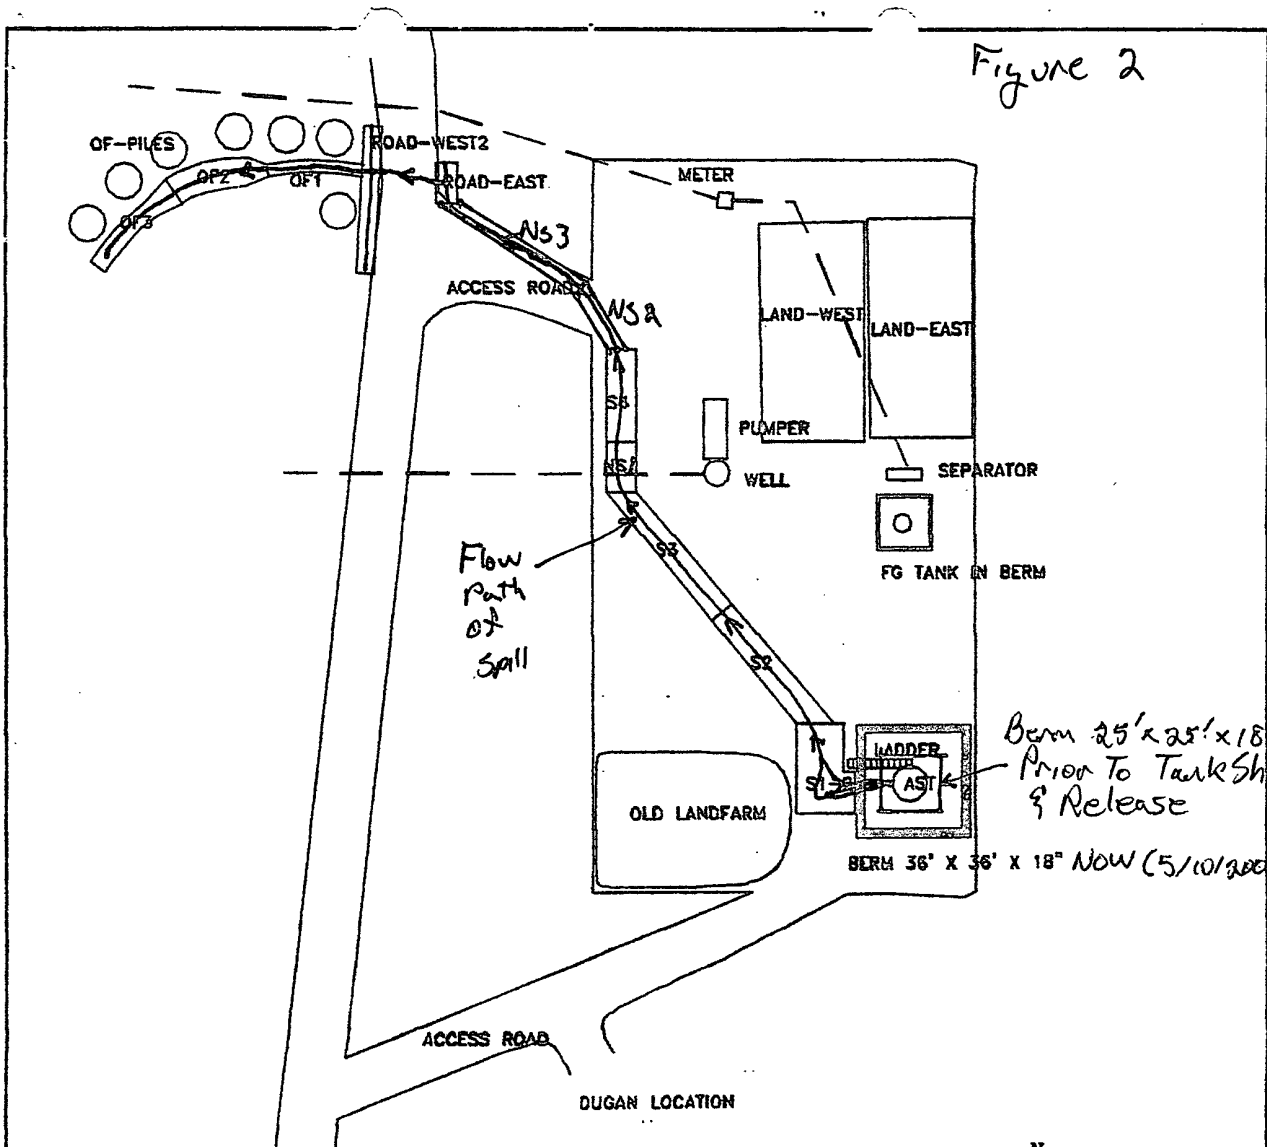 Figure 2
OF-PILES
ROAD-WEST2
OF2
OF1
ROAD-EAST
METER
OF3
NS3
ACCESS ROAD
NS2
LAND-WEST
LAND-EAST
S4
PUMPER
NS1
WELL
SEPARATOR
Flow
Path
of
Spill
S3
FG TANK IN BERM
S2
Berm 25' x 25' x 18
Prior To Tank Sh
& Release
LADDER
AST
OLD LANDFARM
BERM 36' X 36' X 18" NOW (5/10/200
ACCESS ROAD
DUGAN LOCATION
N